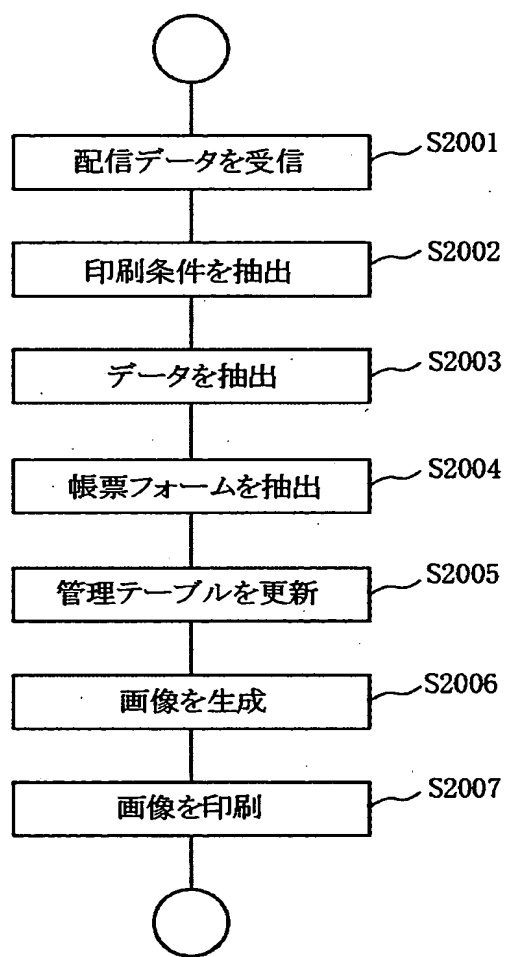 配信データを受信
S2001
印刷条件を抽出
S2002
データを抽出
S2003
帳票フォームを抽出
S2004
管理テーブルを更新
S2005
画像を生成
S2006
画像を印刷
S2007